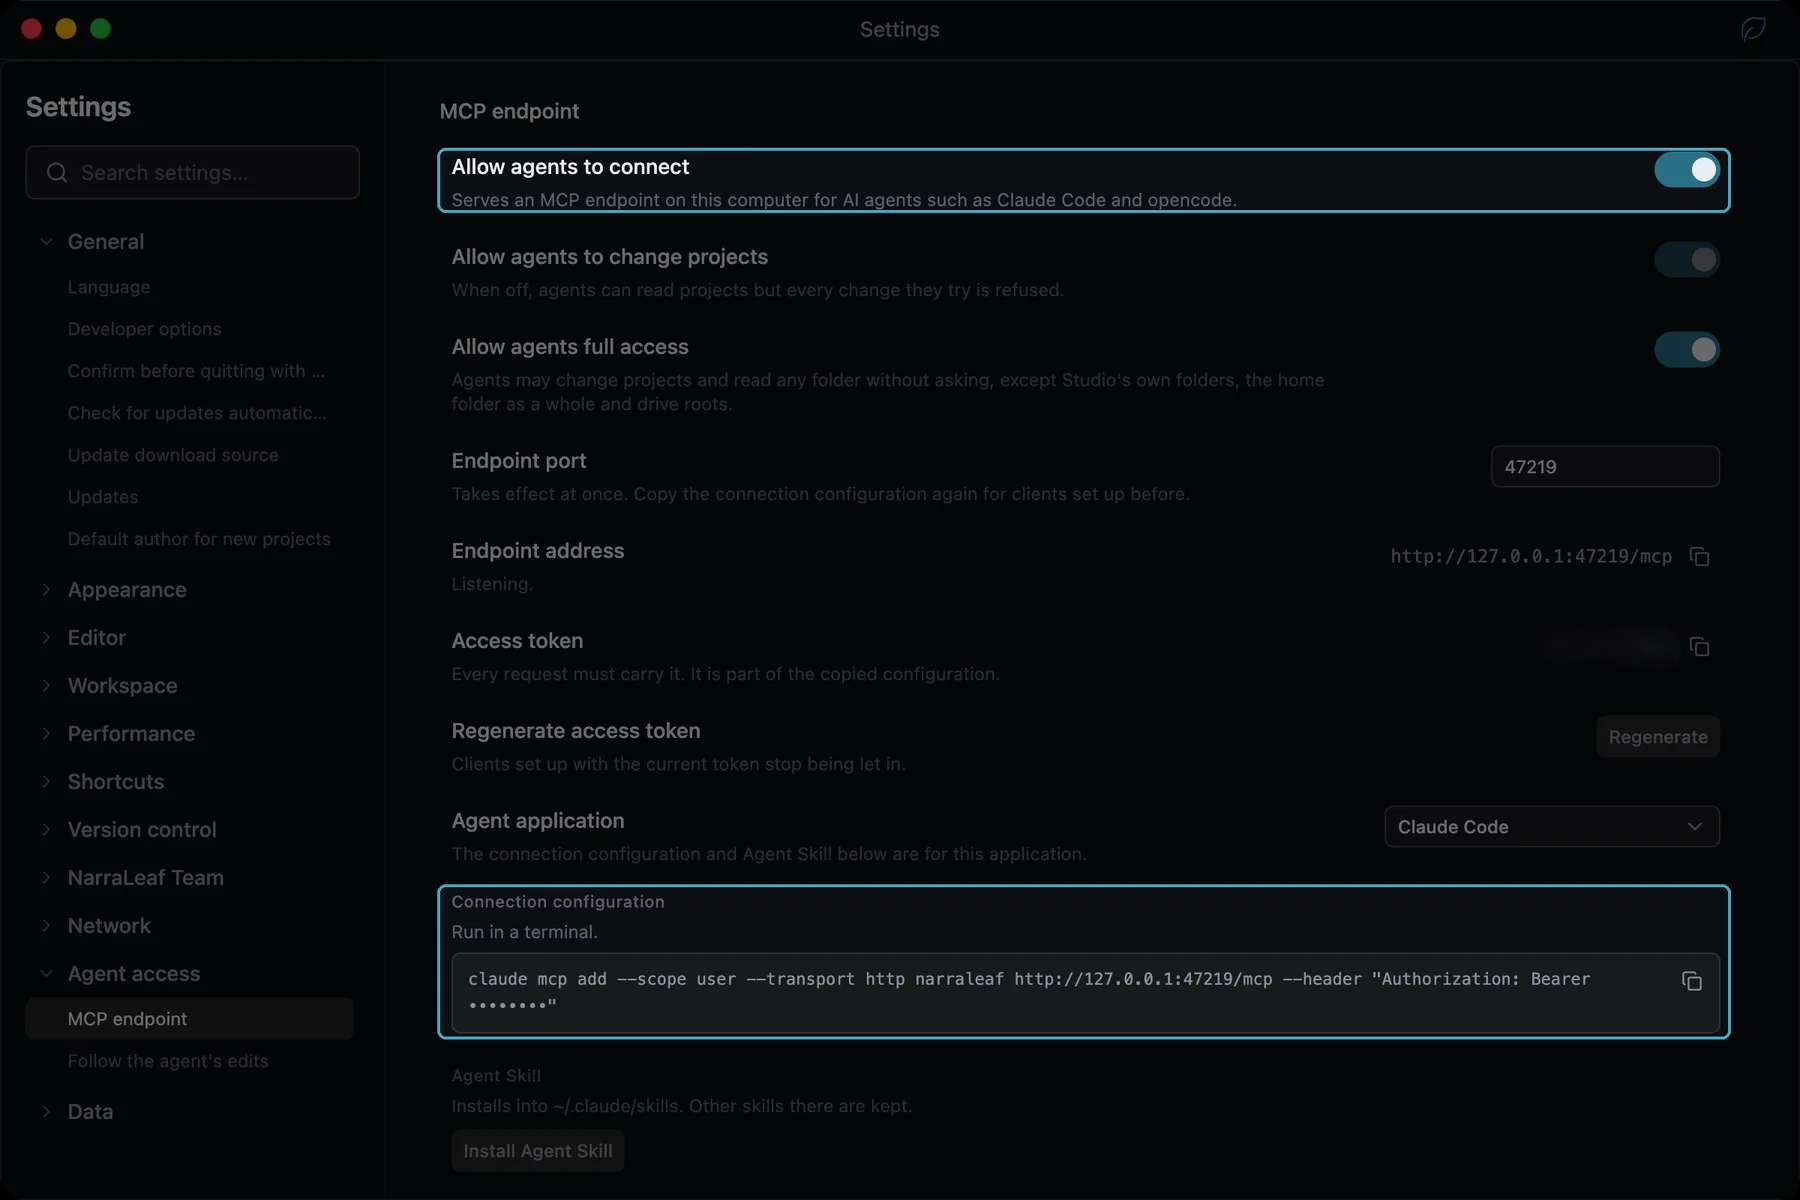 Settings
Settings
Search settings...
General
Language
Developer options
Confirm before quitting with ...
Check for updates automatic...
Update download source
Updates
Default author for new projects
Appearance
Editor
Workspace
Performance
Shortcuts
Version control
NarraLeaf Team
Network
Agent access
MCP endpoint
Follow the agent's edits
Data
MCP endpoint
Allow agents to connect
Serves an MCP endpoint on this computer for AI agents such as Claude Code and opencode.
Allow agents to change projects
When off, agents can read projects but every change they try is refused.
Allow agents full access
Agents may change projects and read any folder without asking, except Studio's own folders, the home
folder as a whole and drive roots.
Endpoint port
47219
Takes effect at once. Copy the connection configuration again for clients set up before.
Endpoint address
http://127.0.0.1:47219/mcp
Listening.
Access token
Every request must carry it. It is part of the copied configuration.
Regenerate access token
Regenerate
Clients set up with the current token stop being let in.
Agent application
Claude Code
The connection configuration and Agent Skill below are for this application.
Connection configuration
Run in a terminal.
claude mcp add --scope user --transport http narraleaf http://127.0.0.1:47219/mcp --header "Authorization: Bearer
••••••••"
Agent Skill
Installs into ~/.claude/skills. Other skills there are kept.
Install Agent Skill